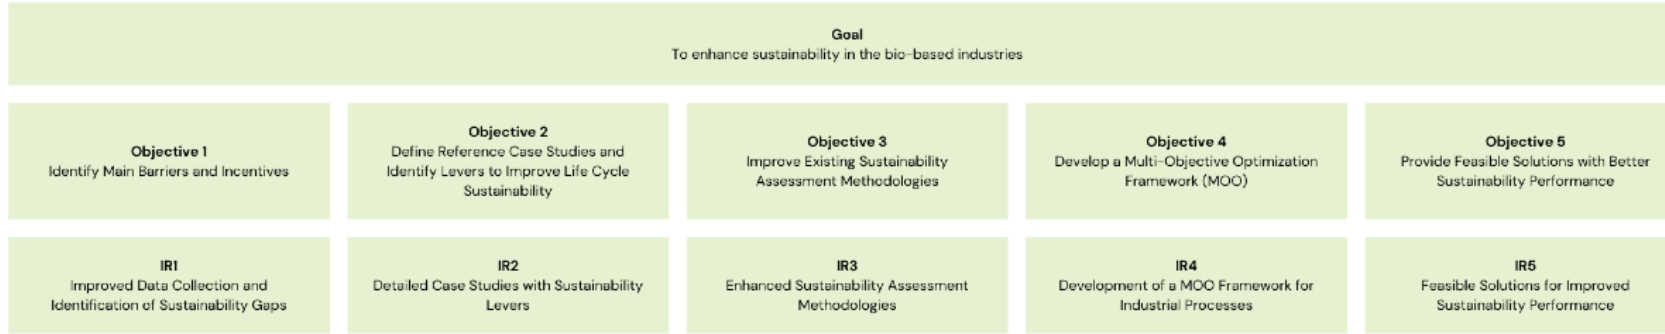 Goal
To enhance sustainability in the bio-based industries
Objective 1
Identify Main Barriers and Incentives
Objective 2
Define Reference Case Studies and
Identify Levers to Improve Life Cycle
Sustainability
Objective 3
Improve Existing Sustainability
Assessment Methodologies
Objective 4
Develop a Multi-Objective Optimization
Framework (MOO)
Objective 5
Provide Feasible Solutions with Better
Sustainability Performance
IR1
Improved Data Collection and
Identification of Sustainability Gaps
IR2
Detailed Case Studies with Sustainability
Levers
IR3
Enhanced Sustainability Assessment
Methodologies
IR4
Development of a MOO Framework for
Industrial Processes
IR5
Feasible Solutions for Improved
Sustainability Performance